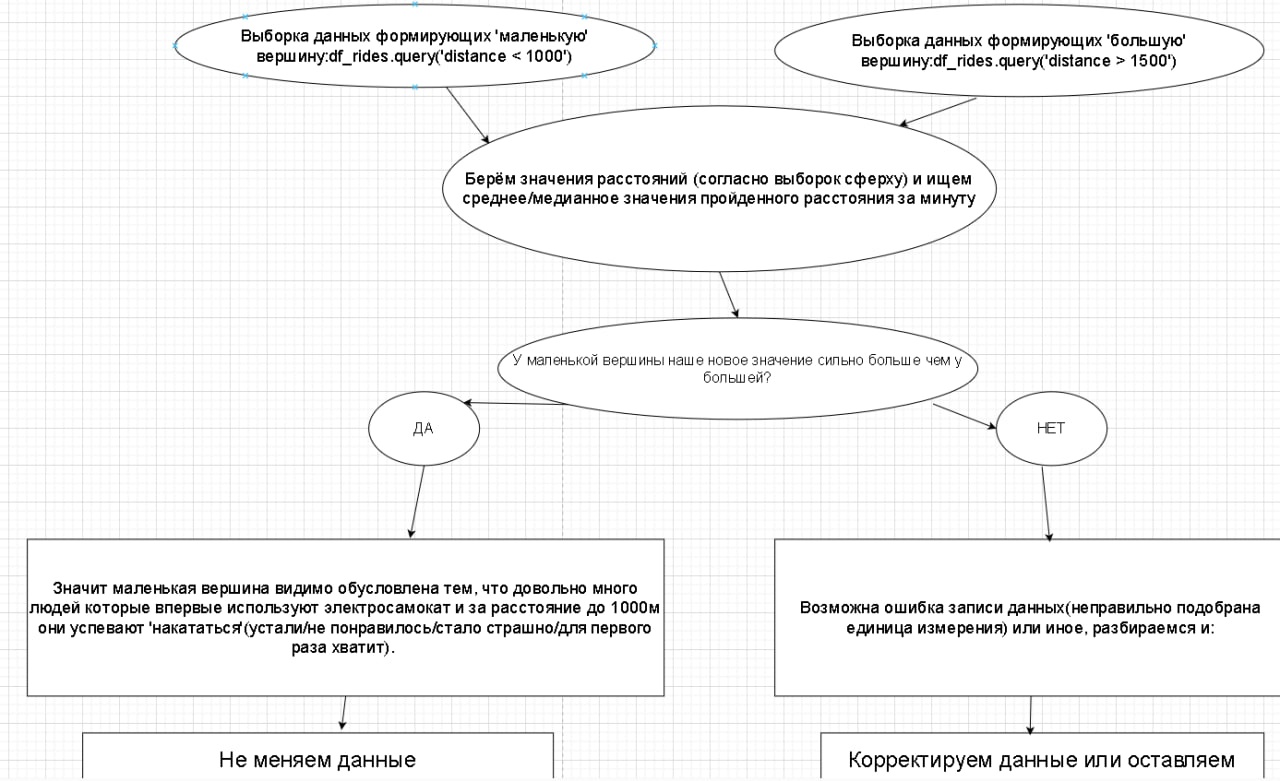 Выборка данных формирующих 'маленькую'
вершину:df_rides.query('distance < 1000')
Выборка данных формирующих 'большую'
вершину:df_rides.query('distance > 1500')
Берём значения расстояний (согласно выборок сферху) и ищем
среднее/медианное значения пройденного расстояния за минуту
У маленькой вершины наше новое значение сильно больше чем у
большей?
ДА
НЕТ
Значит маленькая вершина видимо обусловлена тем, что довольно много
людей которые впервые используют электросамокат и за расстояние до 1000м
они успевают 'накататься'(устали/не понравилось/стало страшно/для первого
раза хватит).
Возможна ошибка записи данных(неправильно подобрана
единица измерения) или иное, разбираемся и:
Не меняем данные
Корректируем данные или оставляем